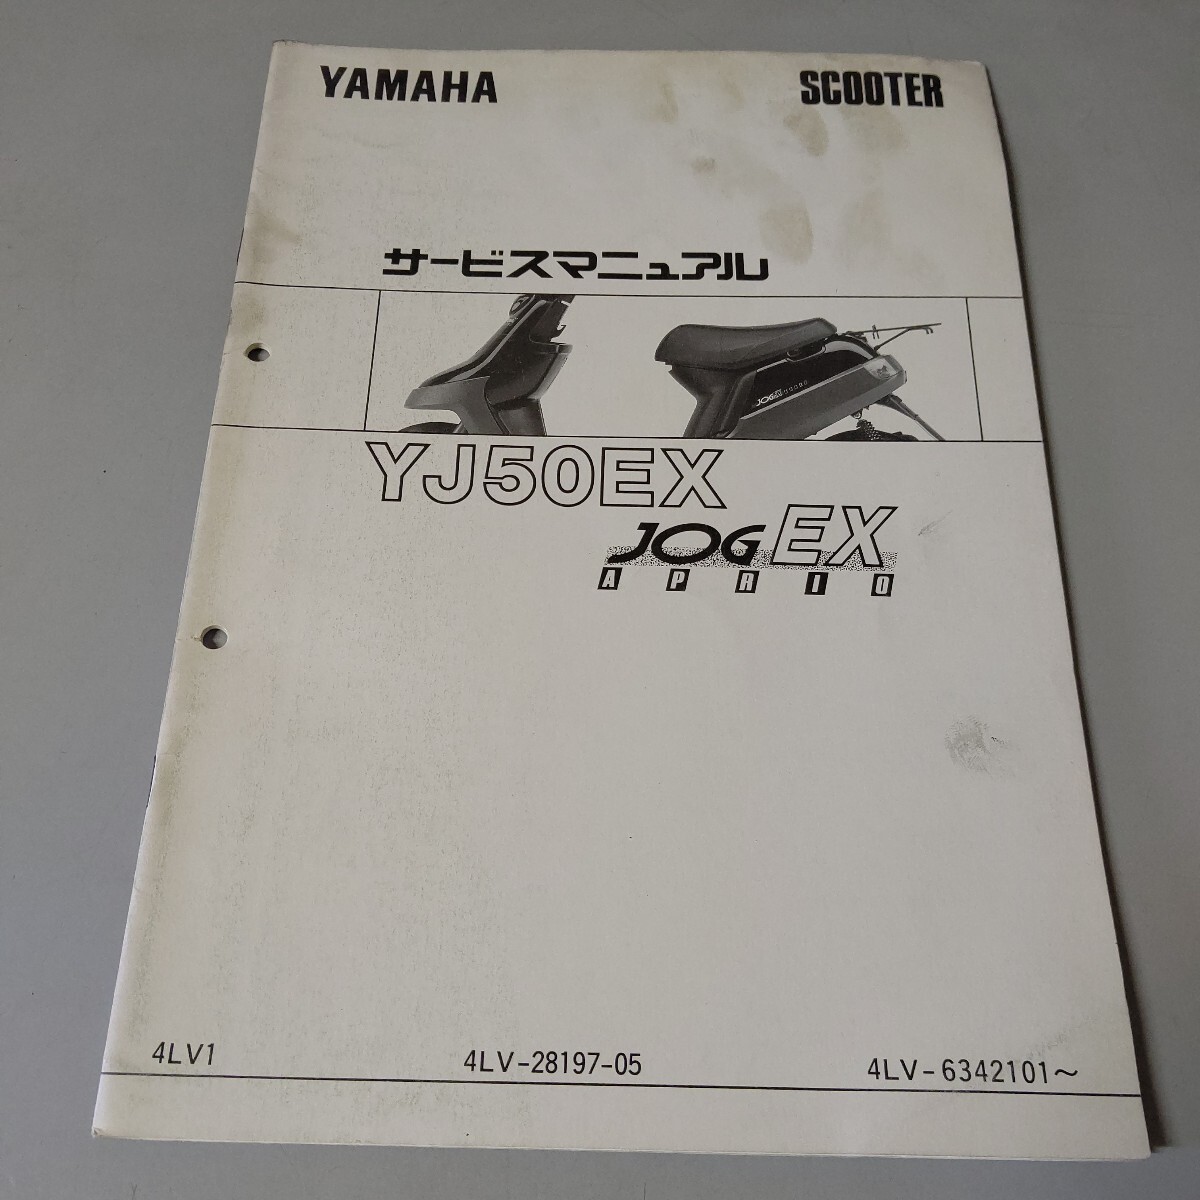 YAMAHA SCOOTER
サービスマニュアル
JOG
YJ50EX
JOG EX
APRIO
4LV1 4LV-28197-05 4LV-6342101～